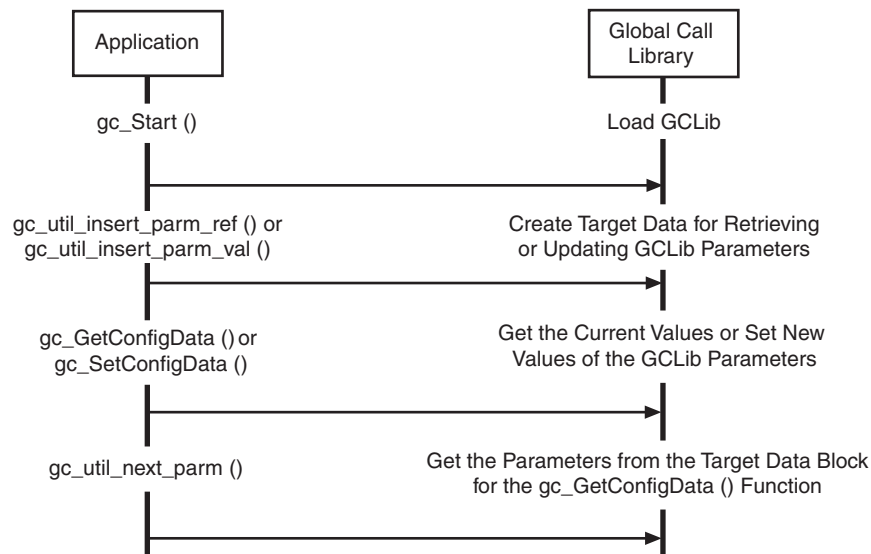 Application
Global Call
Library
gc_Start ()
Load GCLib
gc_util_insert_parm_ref () or
gc_util_insert_parm_val ()
Create Target Data for Retrieving
or Updating GCLib Parameters
gc_GetConfigData () or
gc_SetConfigData ()
Get the Current Values or Set New
Values of the GCLib Parameters
gc_util_next_parm ()
Get the Parameters from the Target Data Block
for the gc_GetConfigData () Function